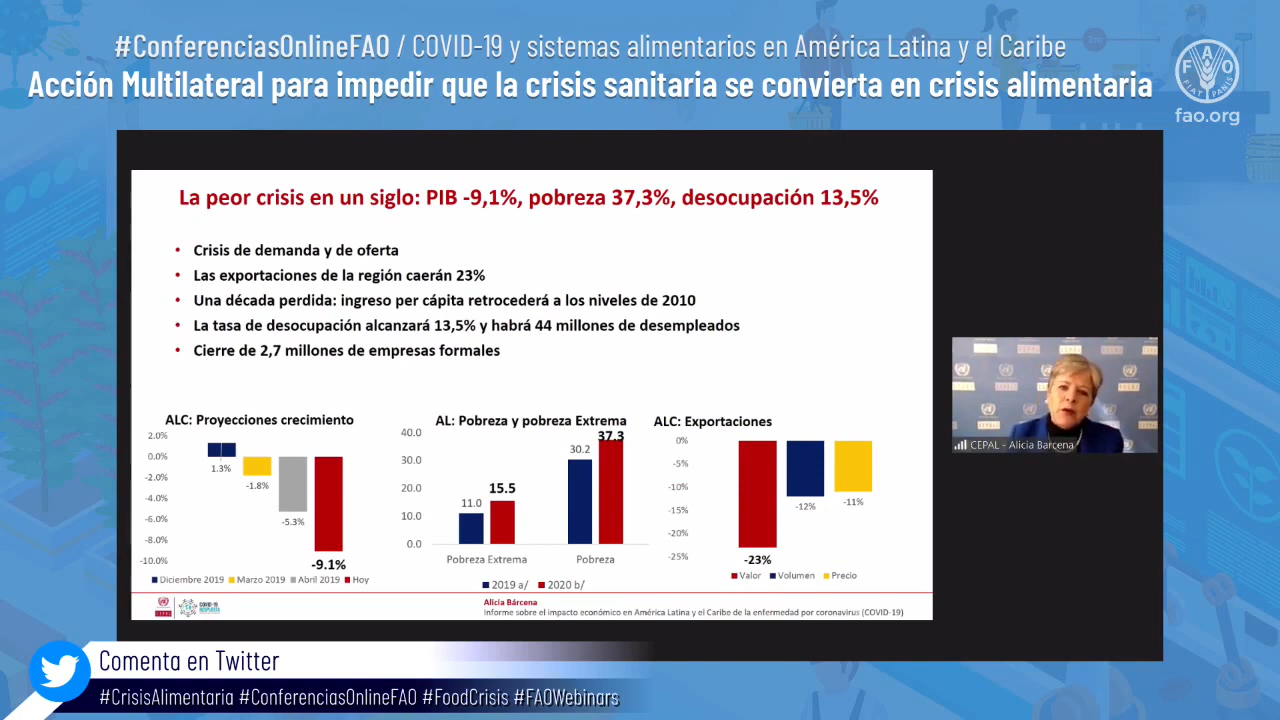 #ConferenciasOnlineFAO / COVID-19 y sistemas alimentarios en América Latina y el Caribe
Acción Multilateral para impedir que la crisis sanitaria se convierta en crisis alimentaria
F A O
FIAT PANIS
fao.org
La peor crisis en un siglo: PIB -9,1%, pobreza 37,3%, desocupación 13,5%
• Crisis de demanda y de oferta
• Las exportaciones de la región caerán 23%
• Una década perdida: ingreso per cápita retrocederá a los niveles de 2010
• La tasa de desocupación alcanzará 13,5% y habrá 44 millones de desempleados
• Cierre de 2,7 millones de empresas formales
ALC: Proyecciones crecimiento
2.0%
0.0%
-2.0%
-4.0%
-6.0%
-8.0%
-10.0%
1.3%
-1.8%
-5.3%
-9.1%
Diciembre 2019 Marzo 2019 Abril 2019 Hoy
AL: Pobreza y pobreza Extrema
40.0
30.0
20.0
10.0
0.0
11.0
15.5
30.2
37.3
Pobreza Extrema Pobreza
2019 a/ 2020 b/
ALC: Exportaciones
0%
-5%
-10%
-15%
-20%
-25%
-23%
-12%
-11%
Valor Volumen Precio
CEPAL - Alicia Barcena
CEPAL
COVID-19
Alicia Bárcena
Informe sobre el impacto económico en América Latina y el Caribe de la enfermedad por coronavirus (COVID-19)
Comenta en Twitter
#CrisisAlimentaria #ConferenciasOnlineFAO #FoodCrisis #FAOWebinars